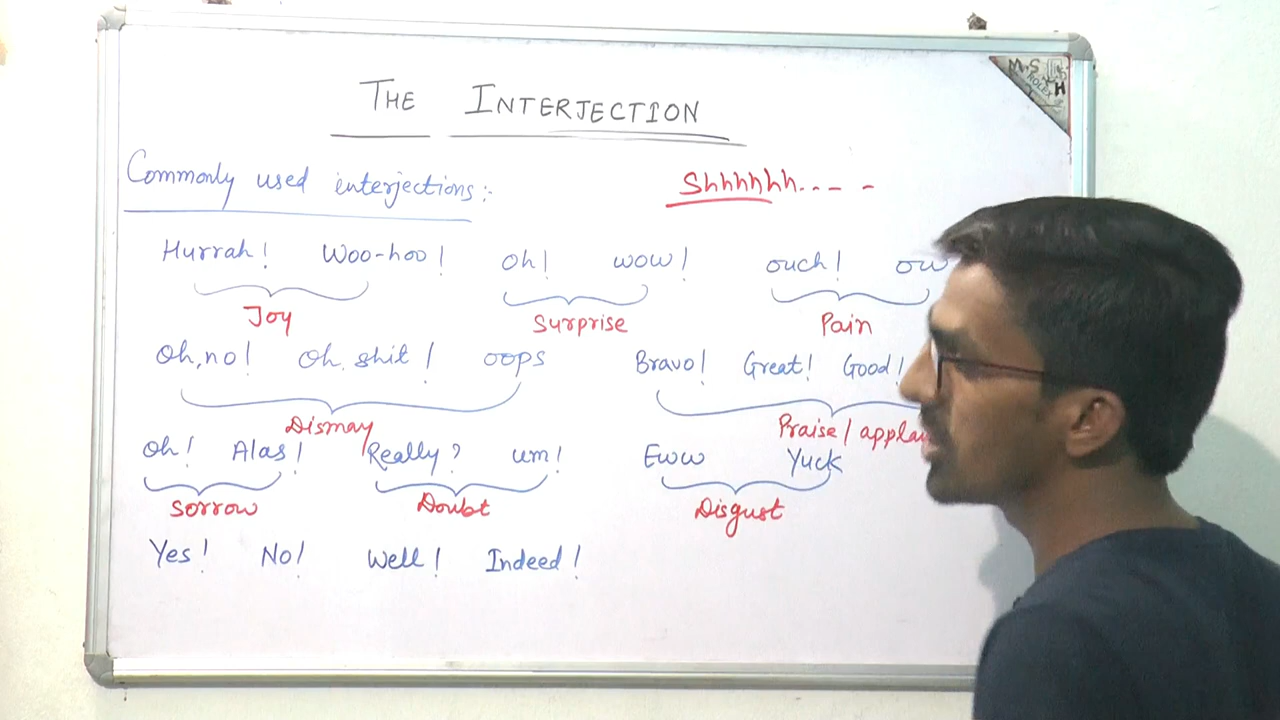 THE INTERJECTION
Commonly used interjections:
Shhhhhh.... -
Hurrah! Woo-hoo! Oh! wow! ouch! ow
Joy Surprise Pain
Oh, no! Oh, shit! oops Bravo! Great! Good!
Dismay Praise/applau
Oh! Alas! Really? um! Eww Yuck
Sorrow Doubt Disgust
Yes! No! Well! Indeed!